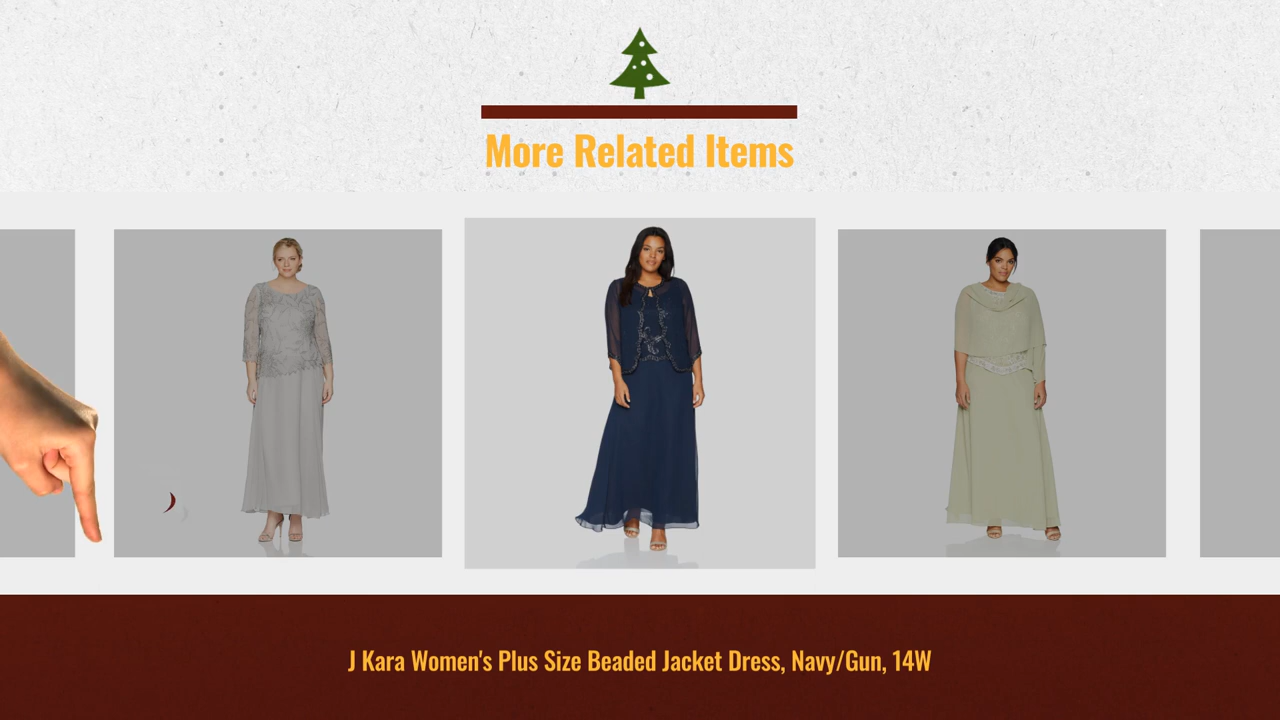 More Related Items
J Kara Women's Plus Size Beaded Jacket Dress, Navy/Gun, 14W